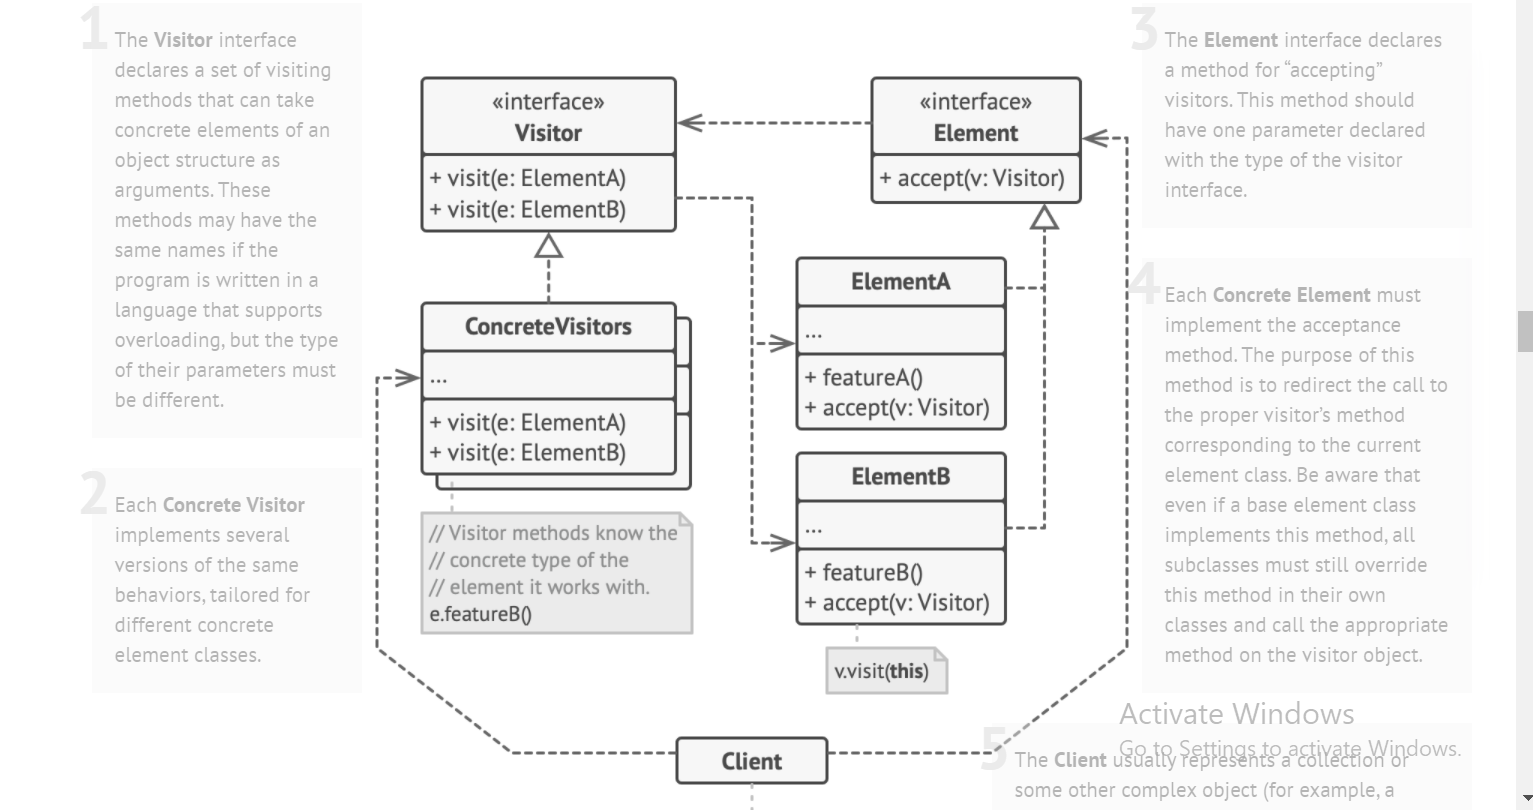 1
The Visitor interface
declares a set of visiting
methods that can take
concrete elements of an
object structure as
arguments. These
methods may have the
same names if the
program is written in a
language that supports
overloading, but the type
of their parameters must
be different.
2
Each Concrete Visitor
implements several
versions of the same
behaviors, tailored for
different concrete
element classes.
«interface»
Visitor
+ visit(e: ElementA)
+ visit(e: ElementB)
ConcreteVisitors
...
+ visit(e: ElementA)
+ visit(e: ElementB)
// Visitor methods know the
// concrete type of the
// element it works with.
e.featureB()
«interface»
Element
+ accept(v: Visitor)
ElementA
...
+ featureA()
+ accept(v: Visitor)
ElementB
...
+ featureB()
+ accept(v: Visitor)
v.visit(this)
Client
3
The Element interface declares
a method for “accepting”
visitors. This method should
have one parameter declared
with the type of the visitor
interface.
4
Each Concrete Element must
implement the acceptance
method. The purpose of this
method is to redirect the call to
the proper visitor’s method
corresponding to the current
element class. Be aware that
even if a base element class
implements this method, all
subclasses must still override
this method in their own
classes and call the appropriate
method on the visitor object.
5
The Client usually represents a collection or
some other complex object (for example, a
Activate Windows
Go to Settings to activate Windows.